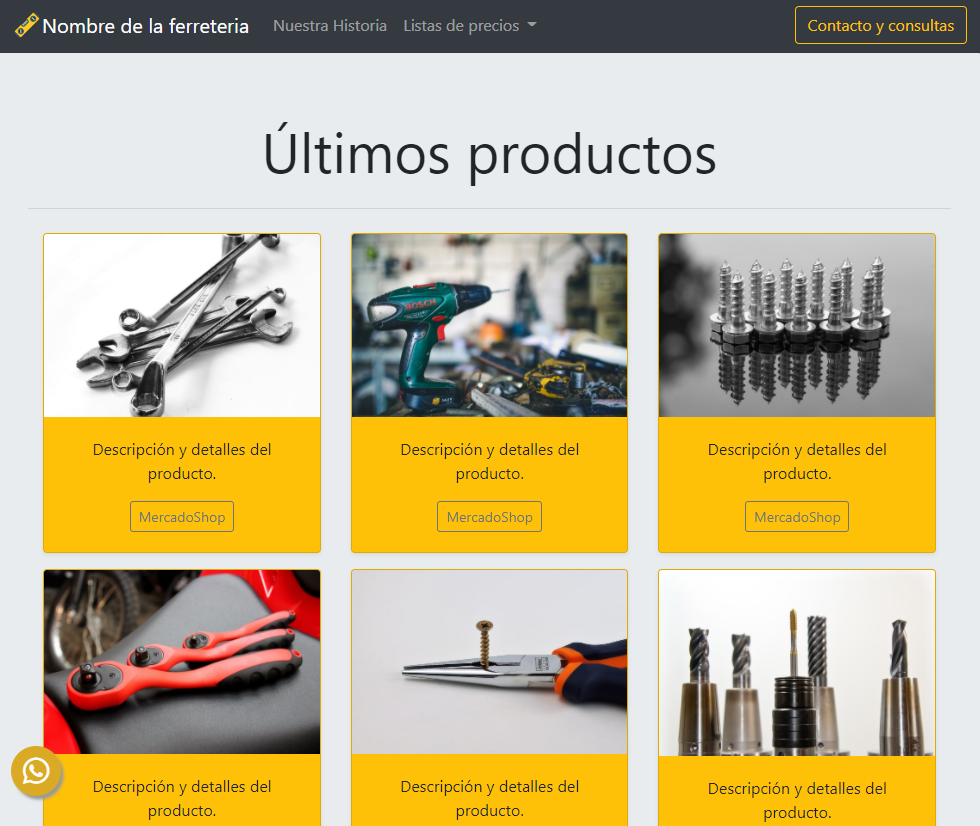 Nombre de la ferreteria Nuestra Historia Listas de precios Contacto y consultas
Últimos productos
BOSCH
Descripción y detalles del
producto.
MercadoShop
Descripción y detalles del
producto.
MercadoShop
Descripción y detalles del
producto.
MercadoShop
Descripción y detalles del
producto.
Descripción y detalles del
producto.
Descripción y detalles del
producto.